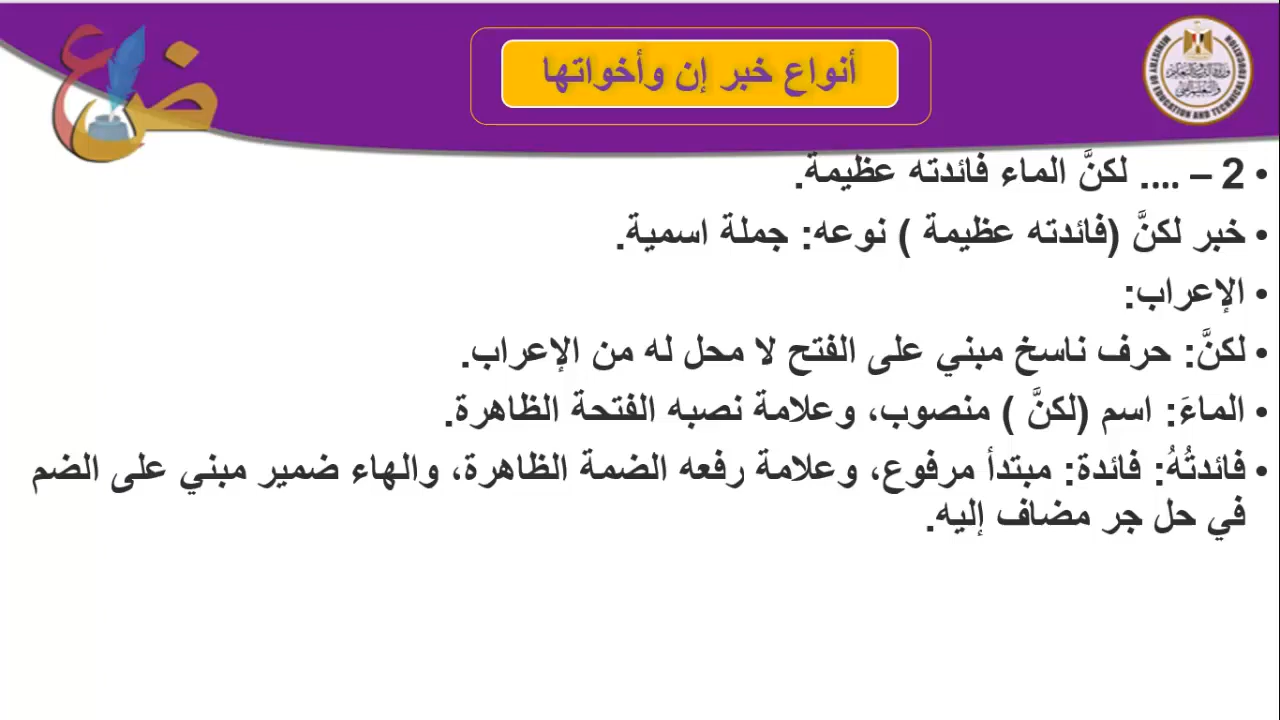 أنواع خبر إن وأخواتها
ض ع
• 2 – .... لكنَّ الماء فائدته عظيمة.
• خبر لكنَّ (فائدته عظيمة ) نوعه: جملة اسمية.
• الإعراب:
• لكنَّ: حرف ناسخ مبني على الفتح لا محل له من الإعراب.
• الماءَ: اسم (لكنَّ ) منصوب، وعلامة نصبه الفتحة الظاهرة.
• فائدتُهُ: فائدة: مبتدأ مرفوع، وعلامة رفعه الضمة الظاهرة، والهاء ضمير مبني على الضم
في حل جر مضاف إليه.